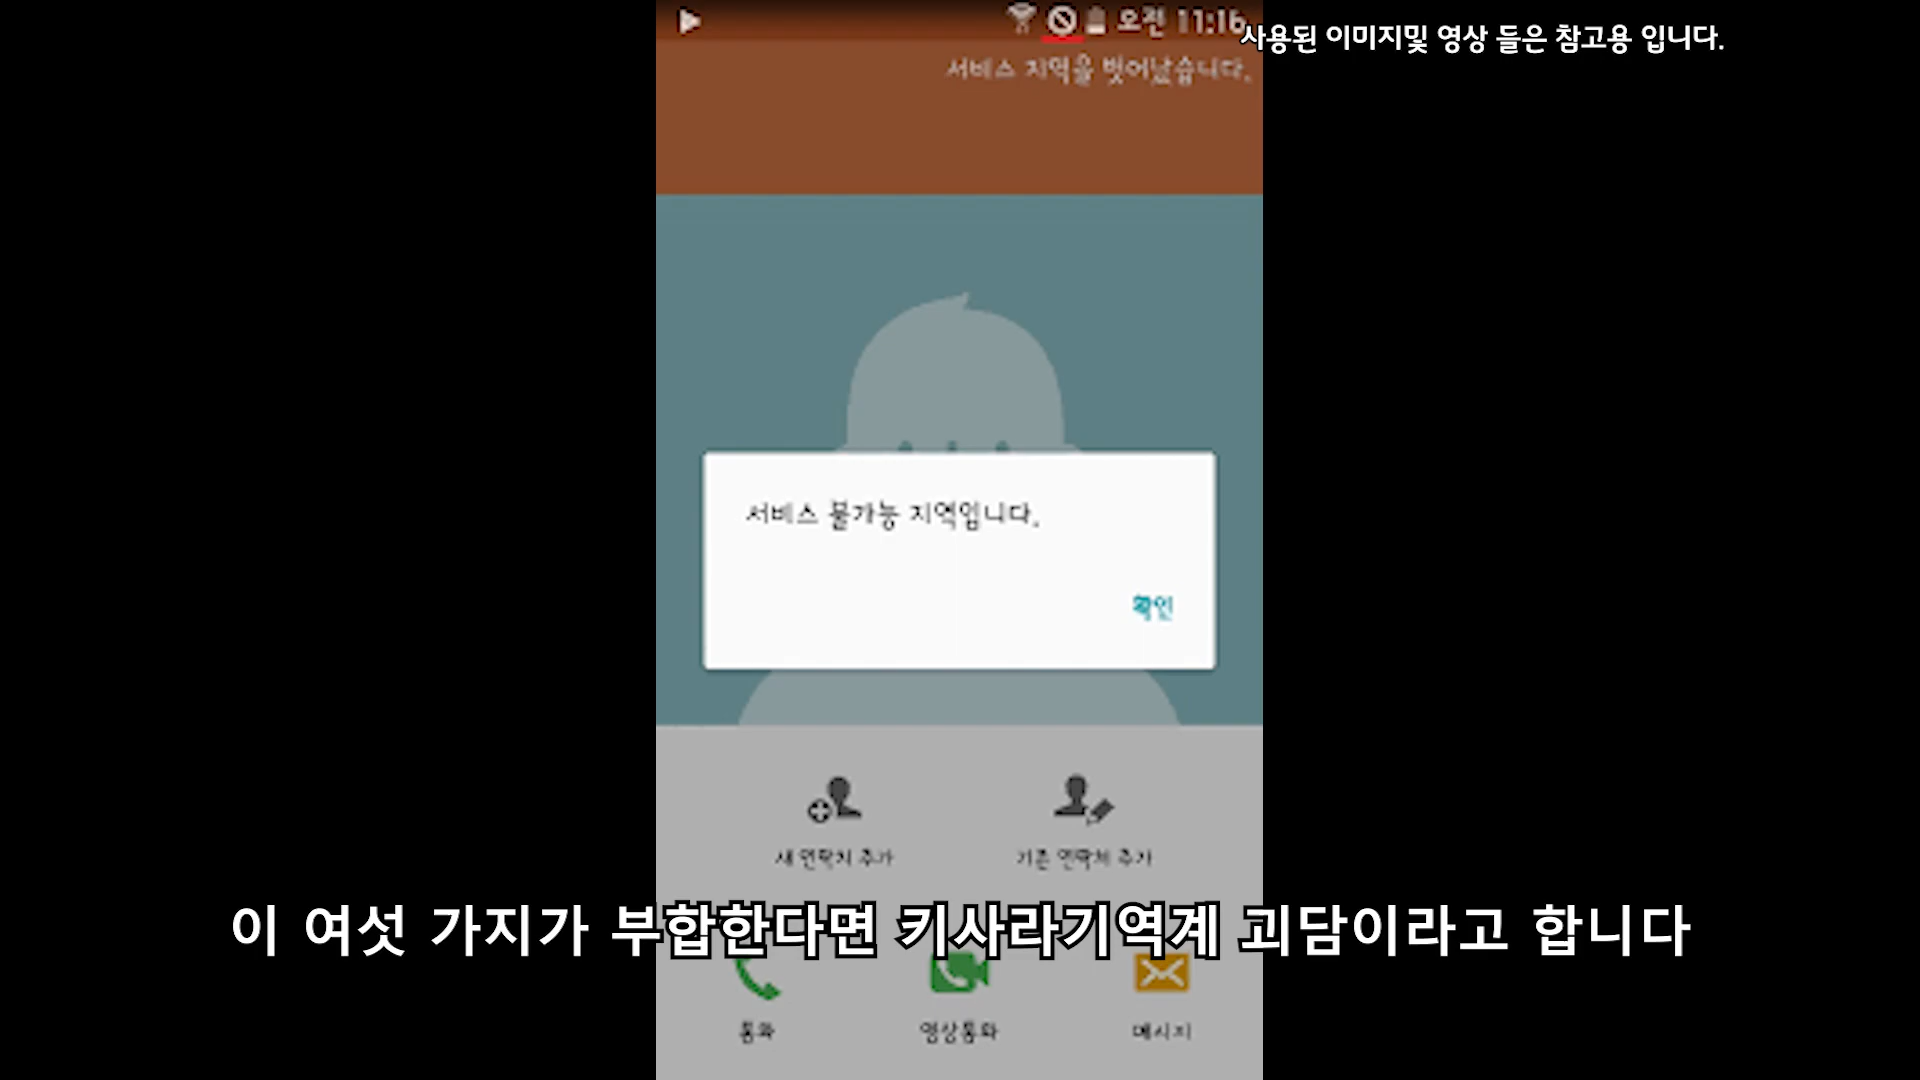 오전 11:16
사용된 이미지및 영상 들은 참고용 입니다.
서비스 지역을 벗어났습니다.
서비스 불가능 지역입니다.
확인
새 연락처 추가
기존 연락처 추가
이 여섯 가지가 부합한다면 키사라기역계 괴담이라고 합니다
통화
영상통화
메시지